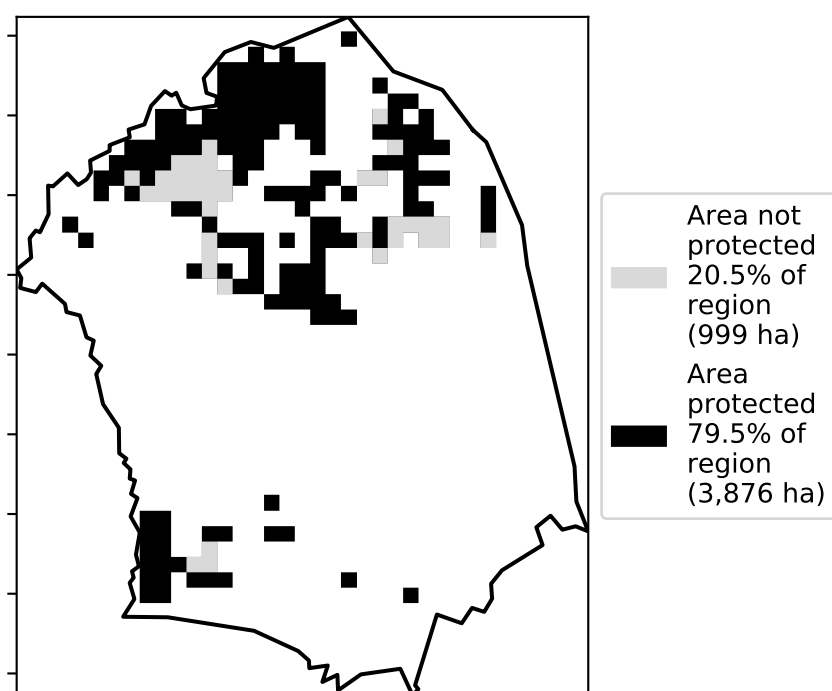 Area not
protected
20.5% of
region
(999 ha)
Area
protected
79.5% of
region
(3,876 ha)